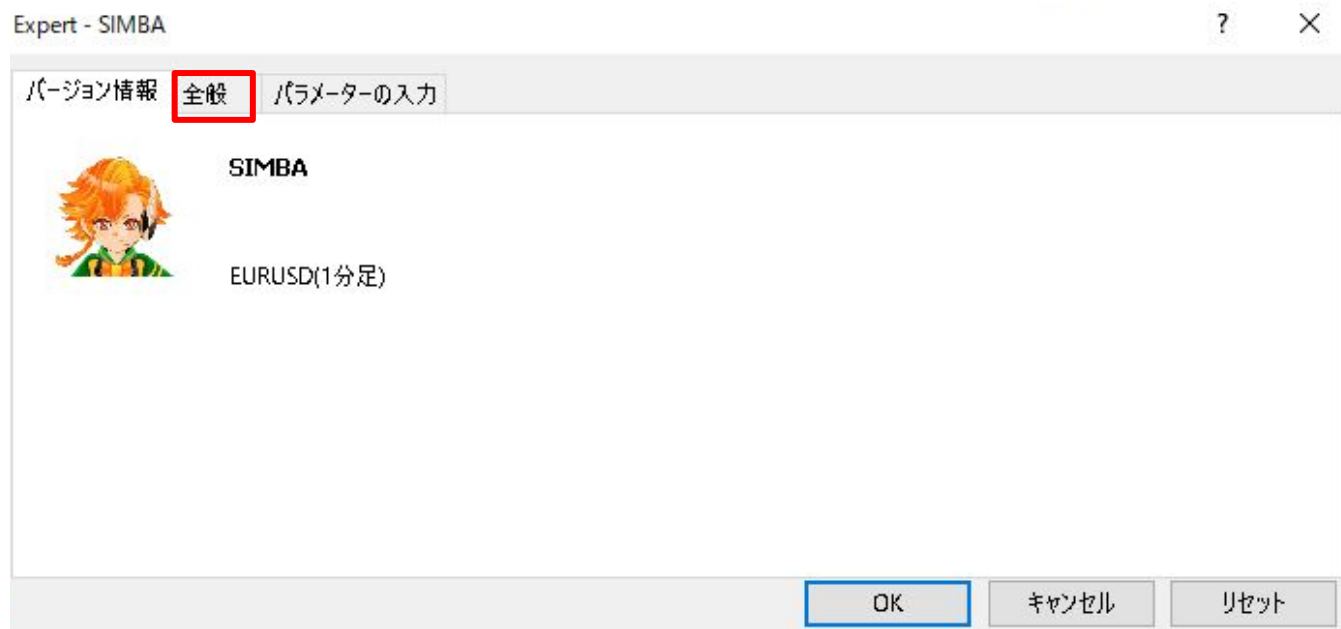 Expert - SIMBA ? ×
バージョン情報 全般 パラメーターの入力
SIMBA
EURUSD(1分足)
OK キャンセル リセット